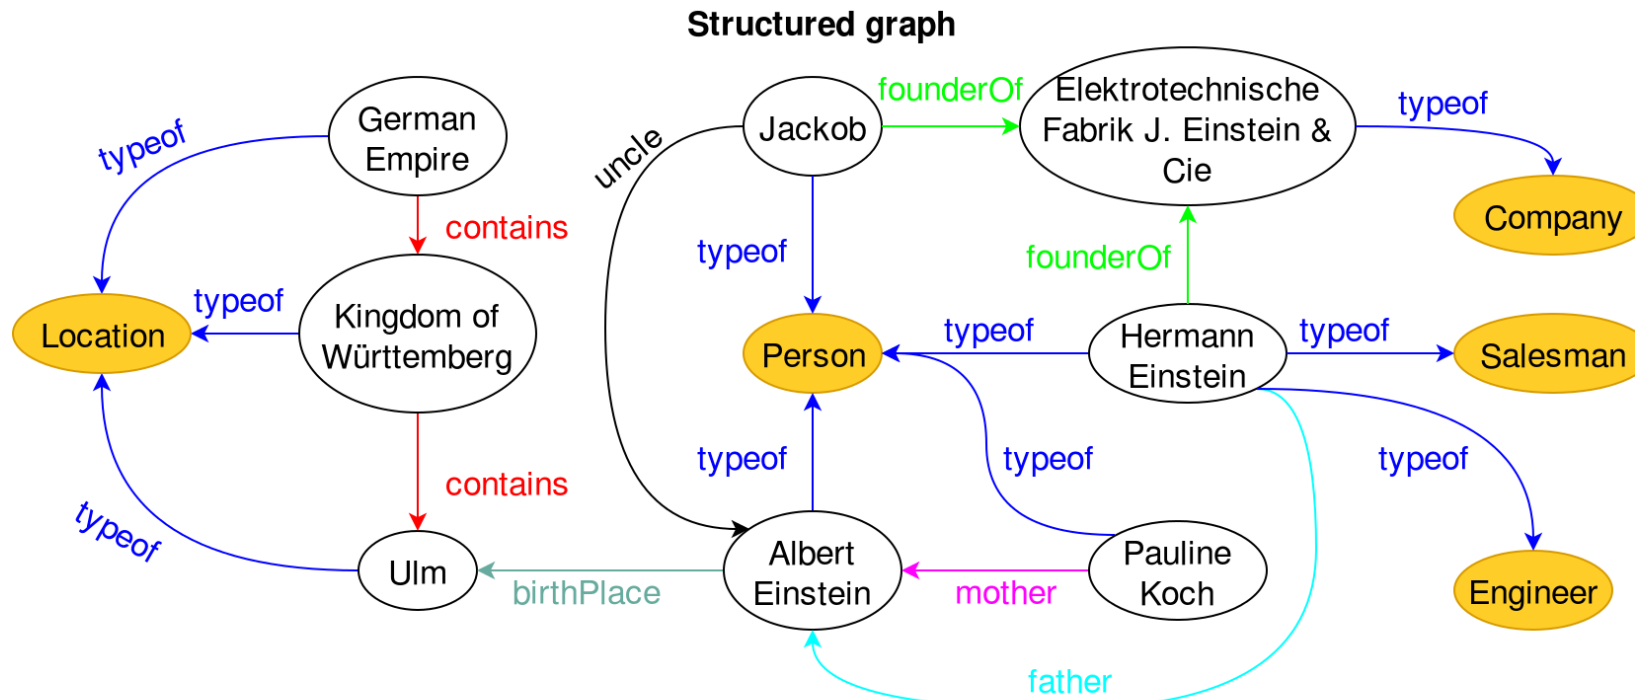 Structured graph
German
Empire
typeof
contains
Location
typeof
Kingdom of
Württemberg
contains
typeof
Ulm
birthPlace
uncle
Jackob
founderOf
Elektrotechnische
Fabrik J. Einstein &
Cie
typeof
Company
typeof
founderOf
Person
typeof
Hermann
Einstein
typeof
Salesman
typeof
typeof
typeof
Albert
Einstein
mother
Pauline
Koch
Engineer
father